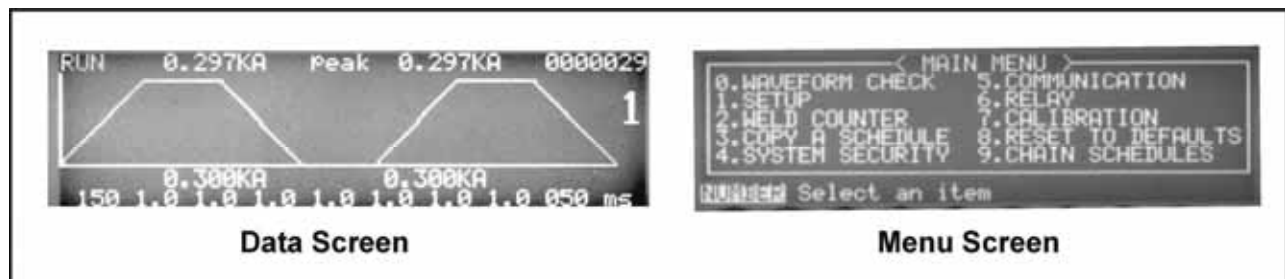 RUN 0.297KA Peak 0.297KA 0000029
1
0.300KA 0.300KA
150 1.0 1.0 1.0 1.0 1.0 1.0 1.0 050 ms
Data Screen
< MAIN MENU >
0.WAVEFORM CHECK 5.COMMUNICATION
1.SETUP 6.RELAY
2.WELD COUNTER 7.CALIBRATION
3.COPY A SCHEDULE 8.RESET TO DEFAULTS
4.SYSTEM SECURITY 9.CHAIN SCHEDULES
NUMBER Select an item
Menu Screen